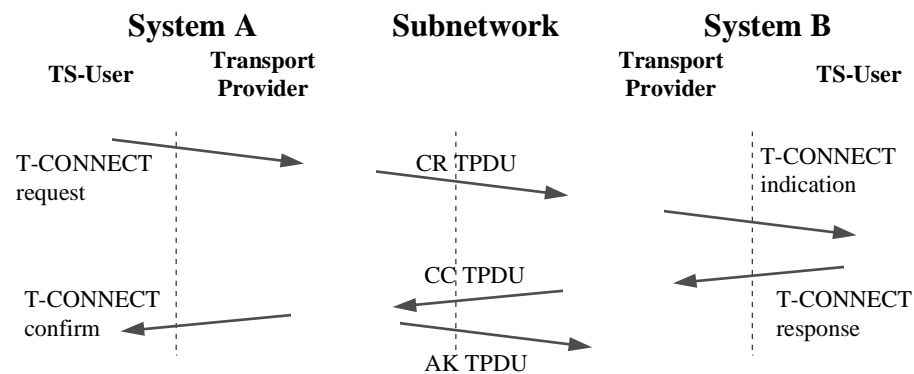 System A
Subnetwork
System B
TS-User
Transport
Provider
Transport
Provider
TS-User
T-CONNECT
request
CR TPDU
T-CONNECT
indication
T-CONNECT
confirm
CC TPDU
AK TPDU
T-CONNECT
response